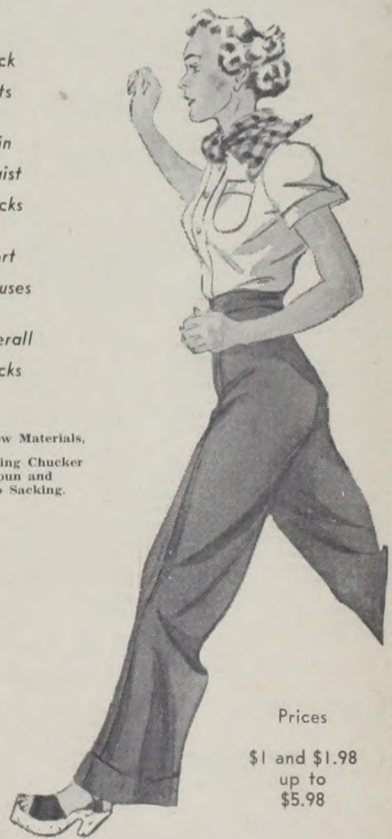 ck
ts
in
ist
cks
rt
uses
erall
cks
w Materials,
ing Chucker
oun and
Sacking.
Prices
$1 and $1.98
up to
$5.98